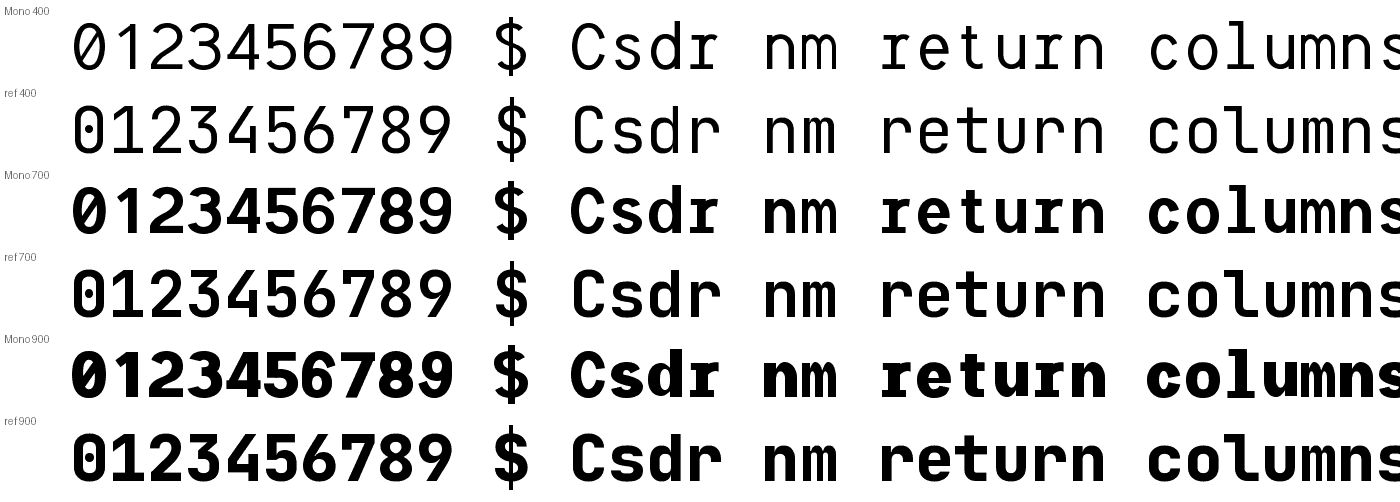 Mono 400
0123456789 $ Csdr nm return columns
ref 400
0123456789 $ Csdr nm return columns
Mono 700
0123456789 $ Csdr nm return columns
ref 700
0123456789 $ Csdr nm return columns
Mono 900
0123456789 $ Csdr nm return columns
ref 900
0123456789 $ Csdr nm return columns